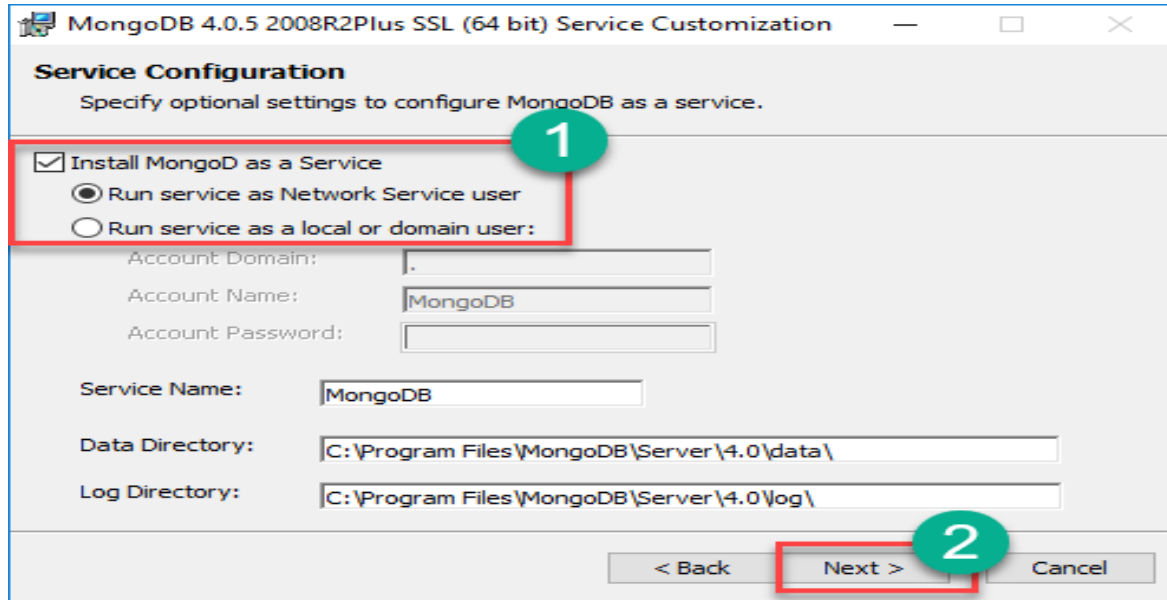 MongoDB 4.0.5 2008R2Plus SSL (64 bit) Service Customization
Service Configuration
Specify optional settings to configure MongoDB as a service.
1
Install MongoD as a Service
Run service as Network Service user
Run service as a local or domain user:
Account Domain: .
Account Name: MongoDB
Account Password:
Service Name: MongoDB
Data Directory: C:\Program Files\MongoDB\Server\4.0\data\
Log Directory: C:\Program Files\MongoDB\Server\4.0\log\
2
< Back Next > Cancel